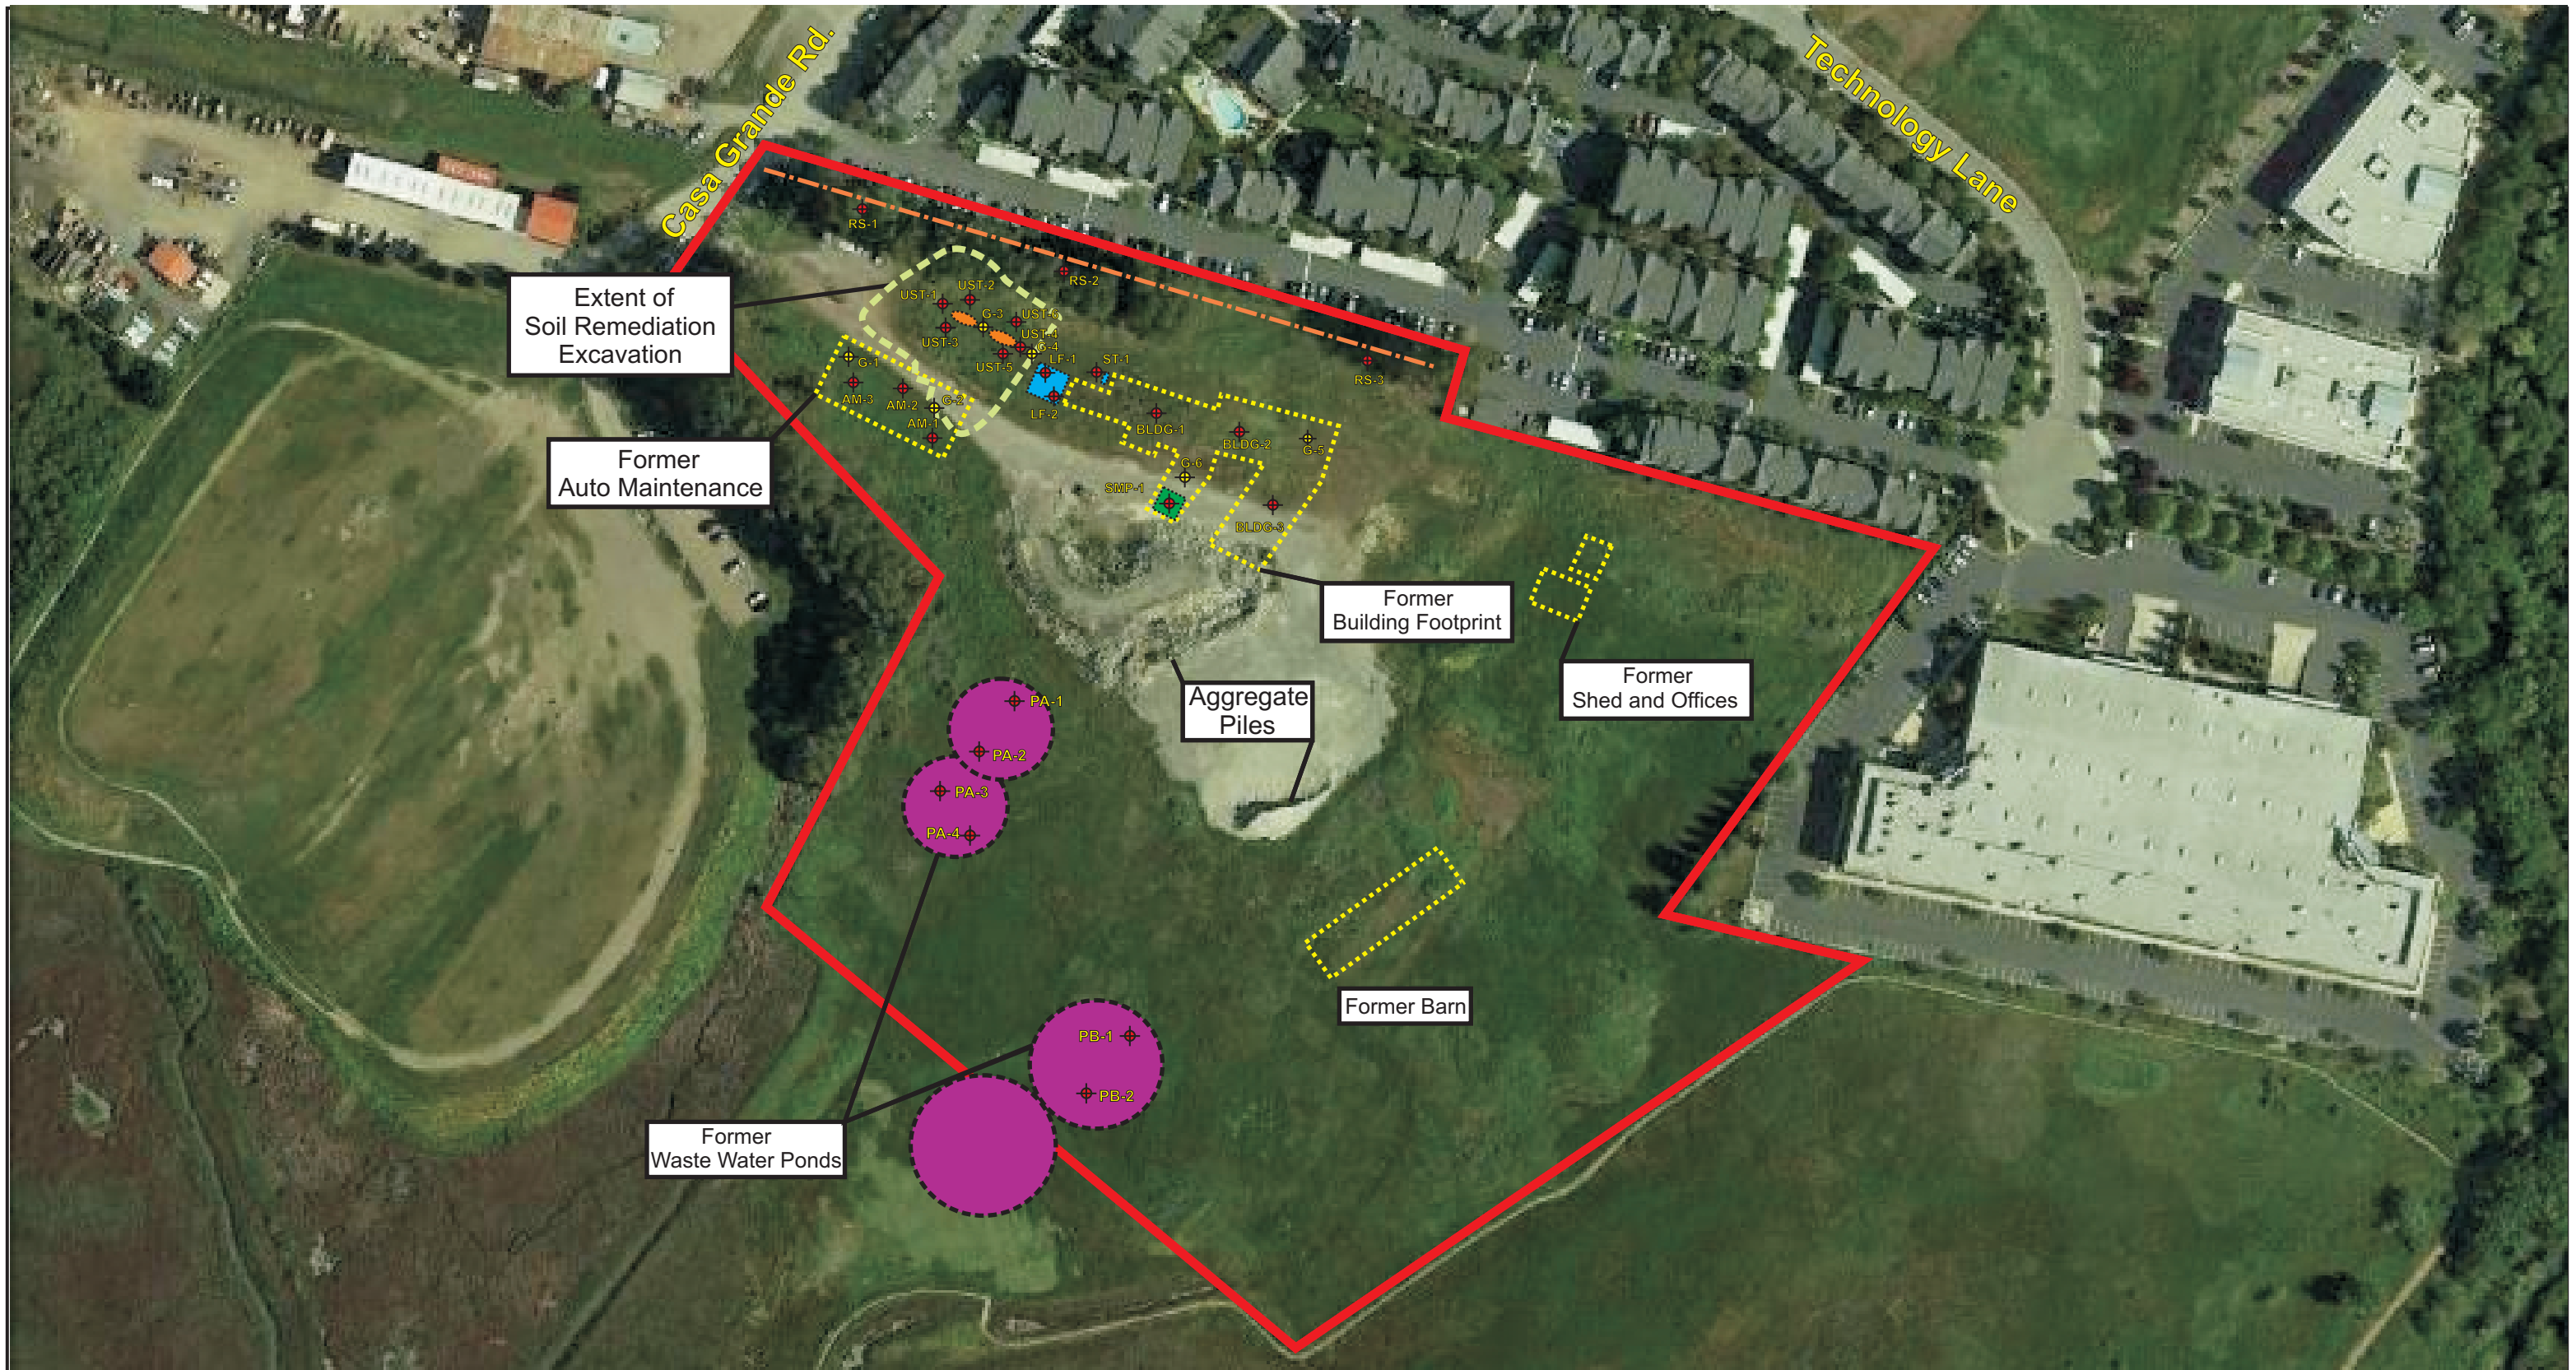 Casa Grande Rd.
Technology Lane
RS-1
RS-2
RS-3
Extent of
Soil Remediation
Excavation
UST-1
UST-2
G-3
UST-6
UST-3
UST-4
G-4
UST-5
LF-1
ST-1
LF-2
G-1
AM-3
AM-2
G-2
AM-1
Former
Auto Maintenance
BLDG-1
BLDG-2
G-5
G-6
SMP-1
BLDG-3
Former
Building Footprint
Former
Shed and Offices
Aggregate
Piles
PA-1
PA-2
PA-3
PA-4
Former Barn
PB-1
PB-2
Former
Waste Water Ponds